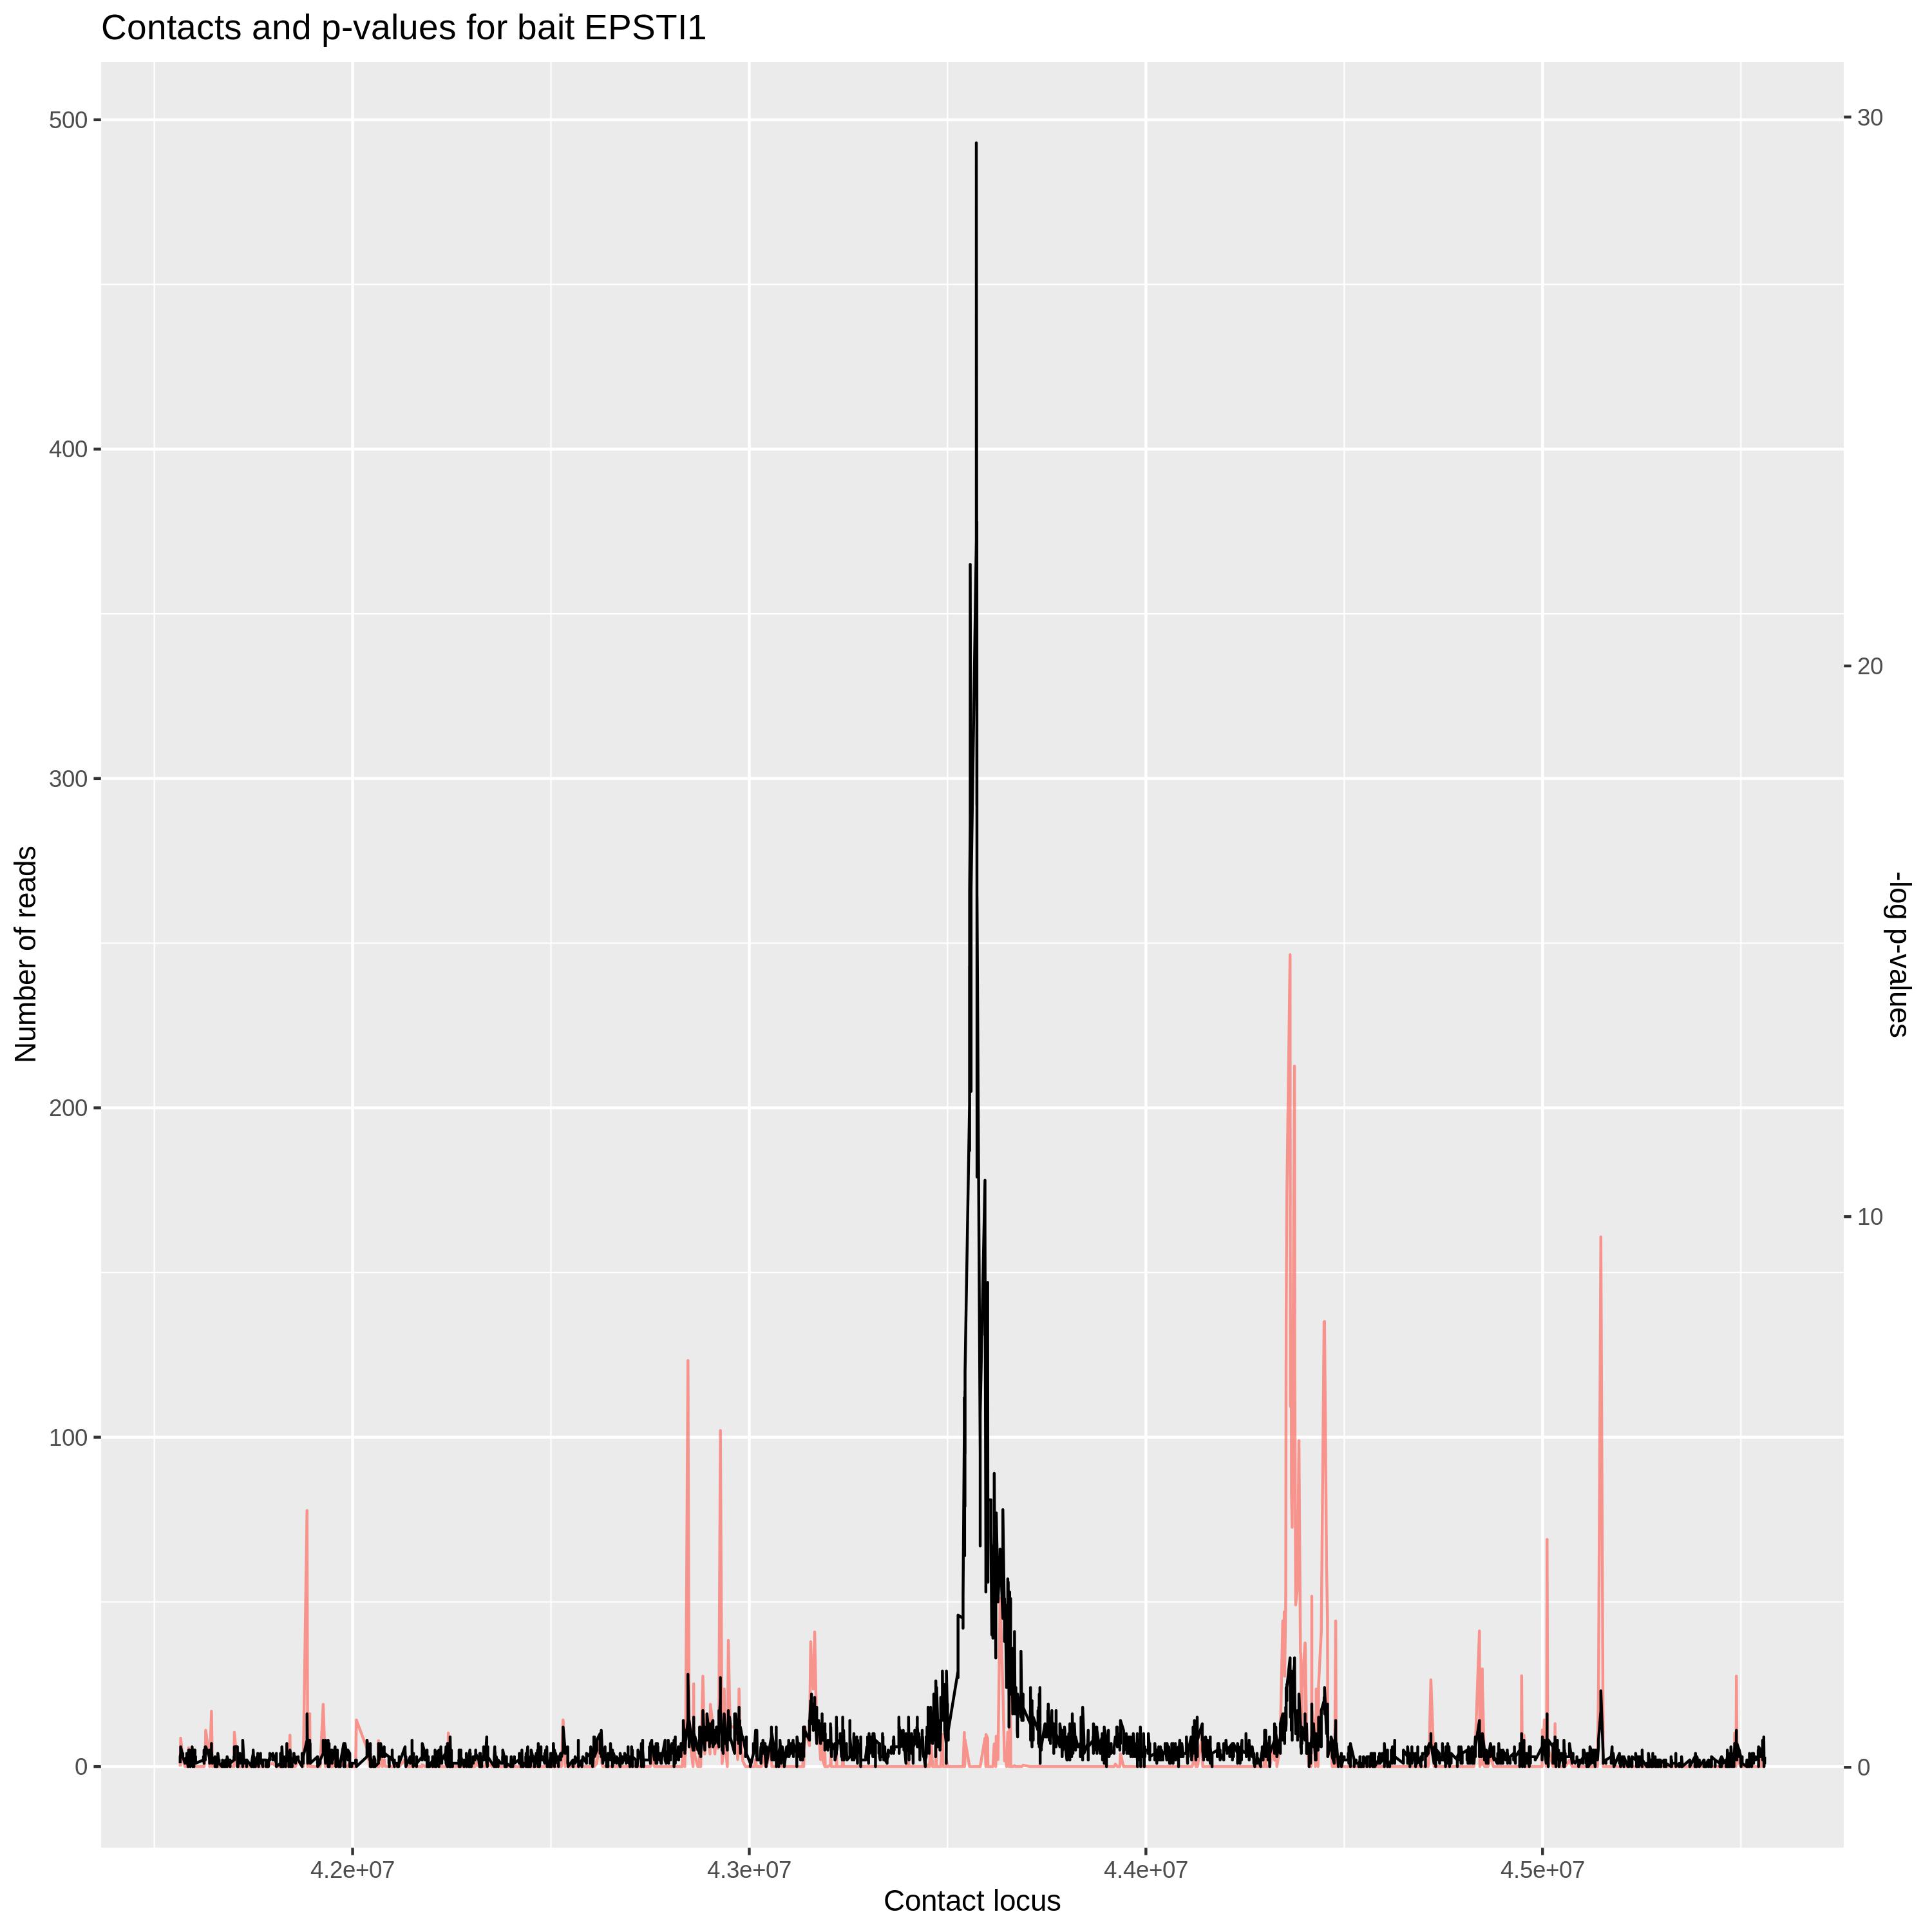 Contacts and p-values for bait EPSTI1
500
400
300
200
100
0
Number of reads
30
20
10
0
-log p-values
4.2e+07
4.3e+07
4.4e+07
4.5e+07
Contact locus